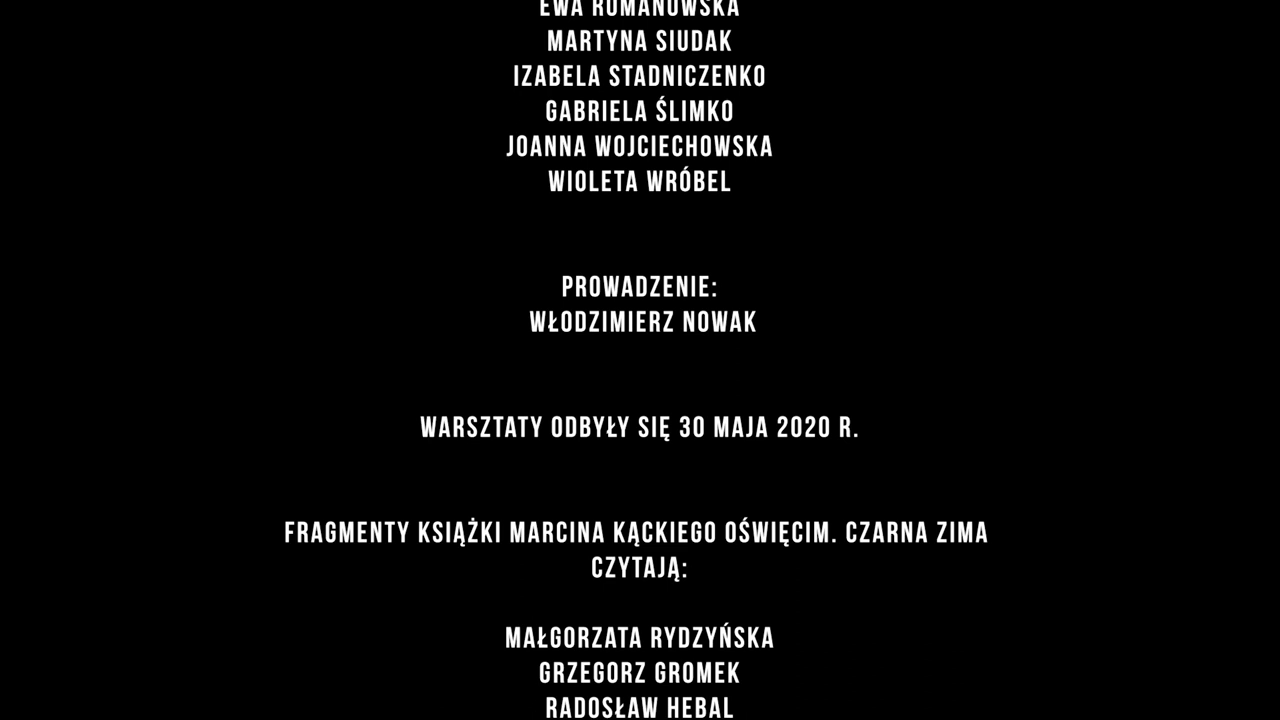 EWA ROMANOWSKA
MARTYNA SIUDAK
IZABELA STADNICZENKO
GABRIELA ŚLIMKO
JOANNA WOJCIECHOWSKA
WIOLETA WRÓBEL
PROWADZENIE:
WŁODZIMIERZ NOWAK
WARSZTATY ODBYŁY SIĘ 30 MAJA 2020 R.
FRAGMENTY KSIĄŻKI MARCINA KĄCKIEGO OŚWIĘCIM. CZARNA ZIMA
CZYTAJĄ:
MAŁGORZATA RYDZYŃSKA
GRZEGORZ GROMEK
RADOSŁAW HEBAL